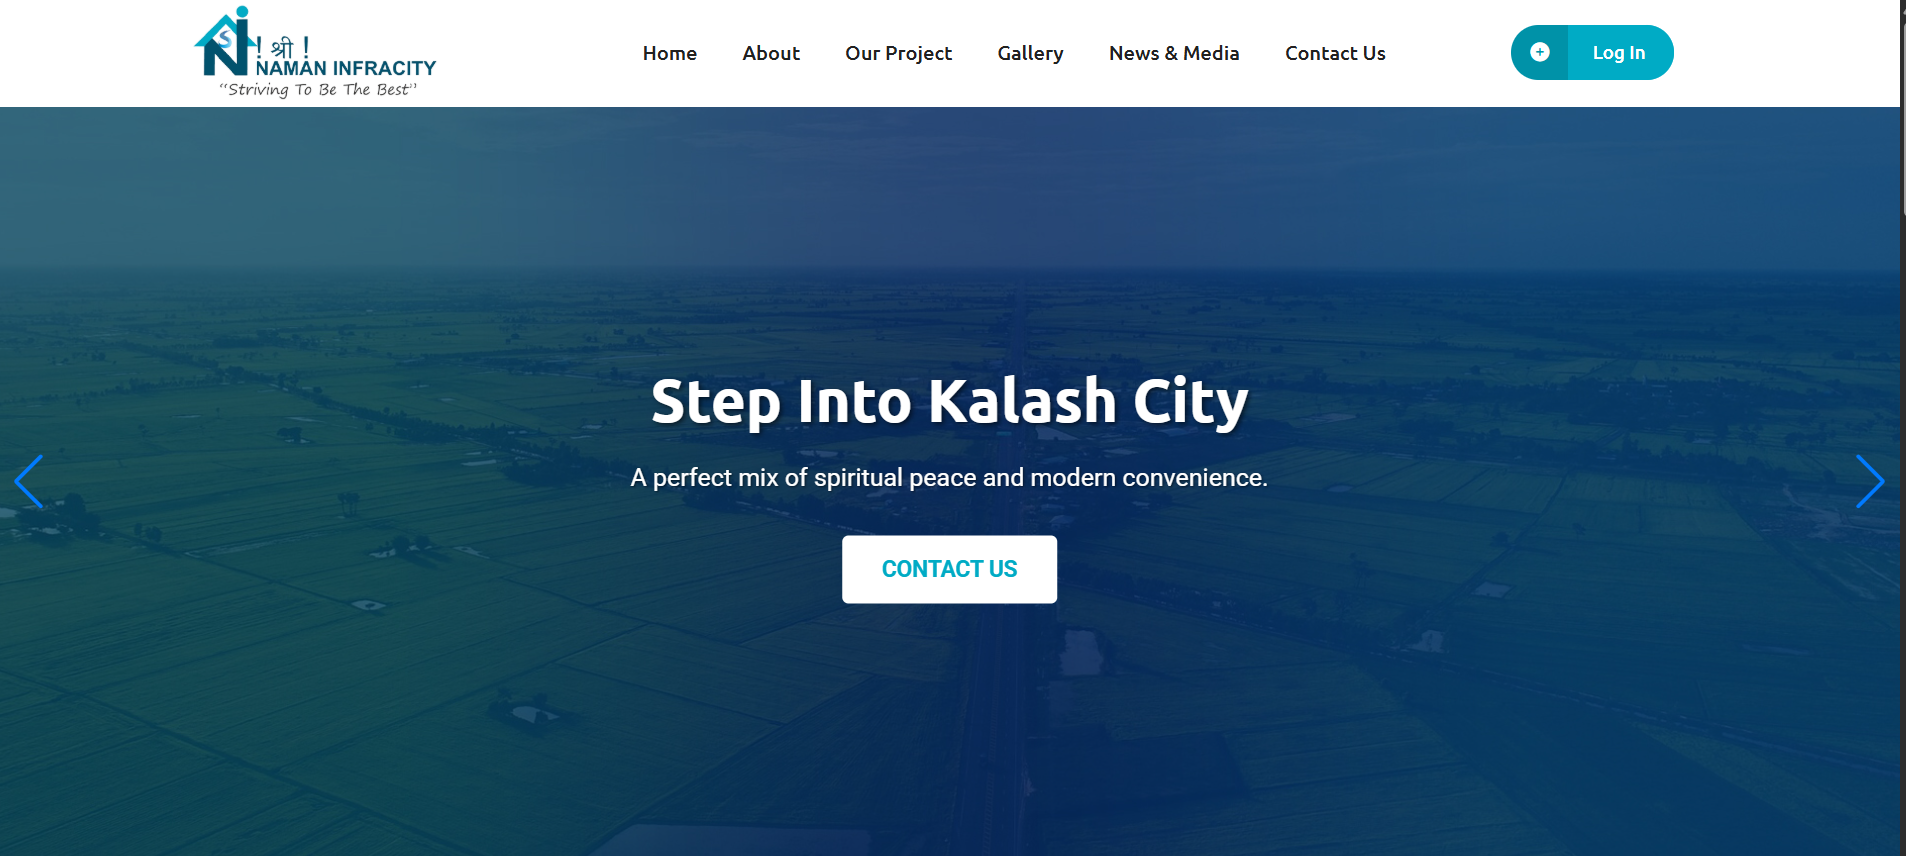 ! श्री !
NAMAN INFRACITY
“Striving To Be The Best”
Home About Our Project Gallery News & Media Contact Us Log In
Step Into Kalash City
A perfect mix of spiritual peace and modern convenience.
CONTACT US